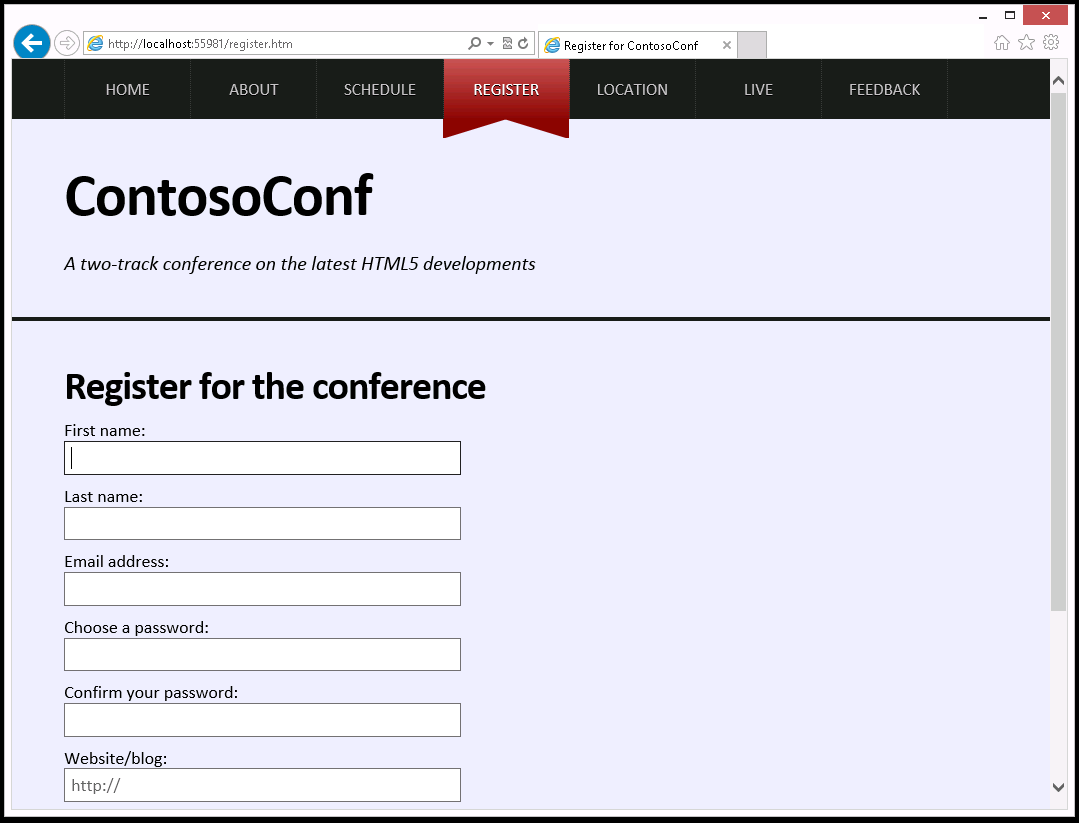 http://localhost:55981/register.htm
Register for ContosoConf
HOME ABOUT SCHEDULE REGISTER LOCATION LIVE FEEDBACK
ContosoConf
A two-track conference on the latest HTML5 developments
Register for the conference
First name:
Last name:
Email address:
Choose a password:
Confirm your password:
Website/blog:
http://